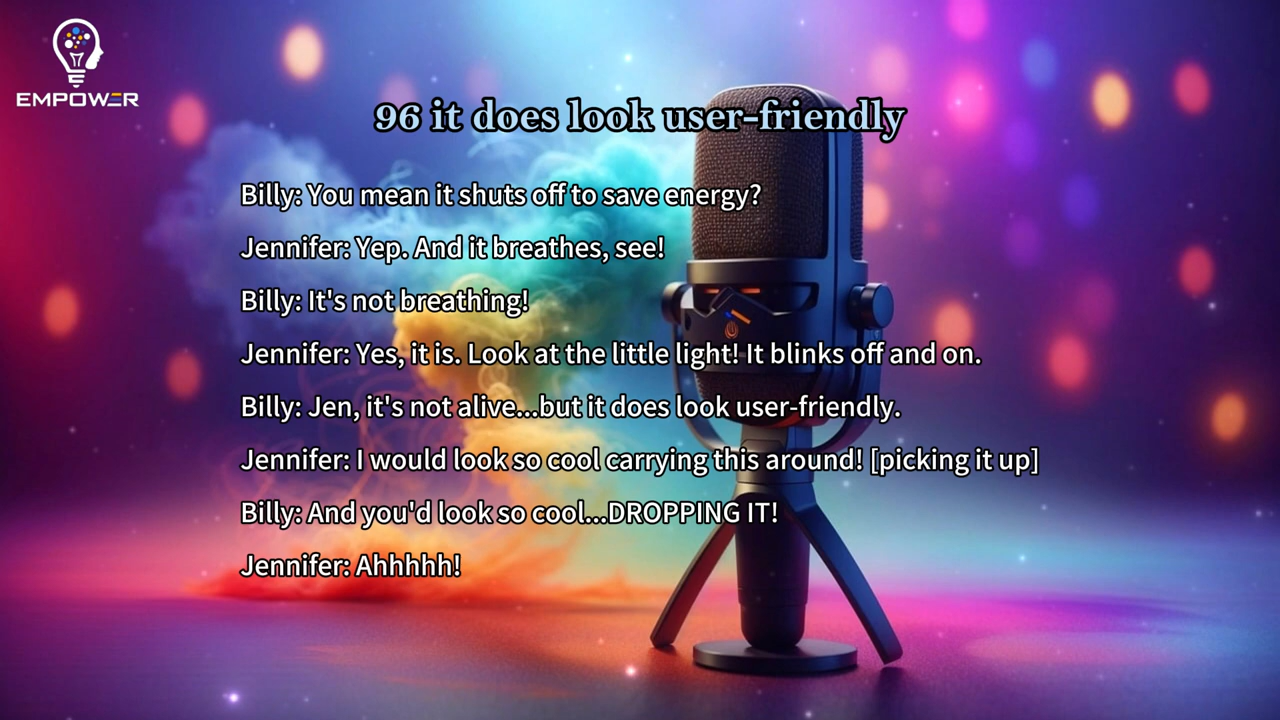 EMPOWER
96 it does look user-friendly
Billy: You mean it shuts off to save energy?
Jennifer: Yep. And it breathes, see!
Billy: It's not breathing!
Jennifer: Yes, it is. Look at the little light! It blinks off and on.
Billy: Jen, it's not alive...but it does look user-friendly.
Jennifer: I would look so cool carrying this around! [picking it up]
Billy: And you'd look so cool...DROPPING IT!
Jennifer: Ahhhhh!